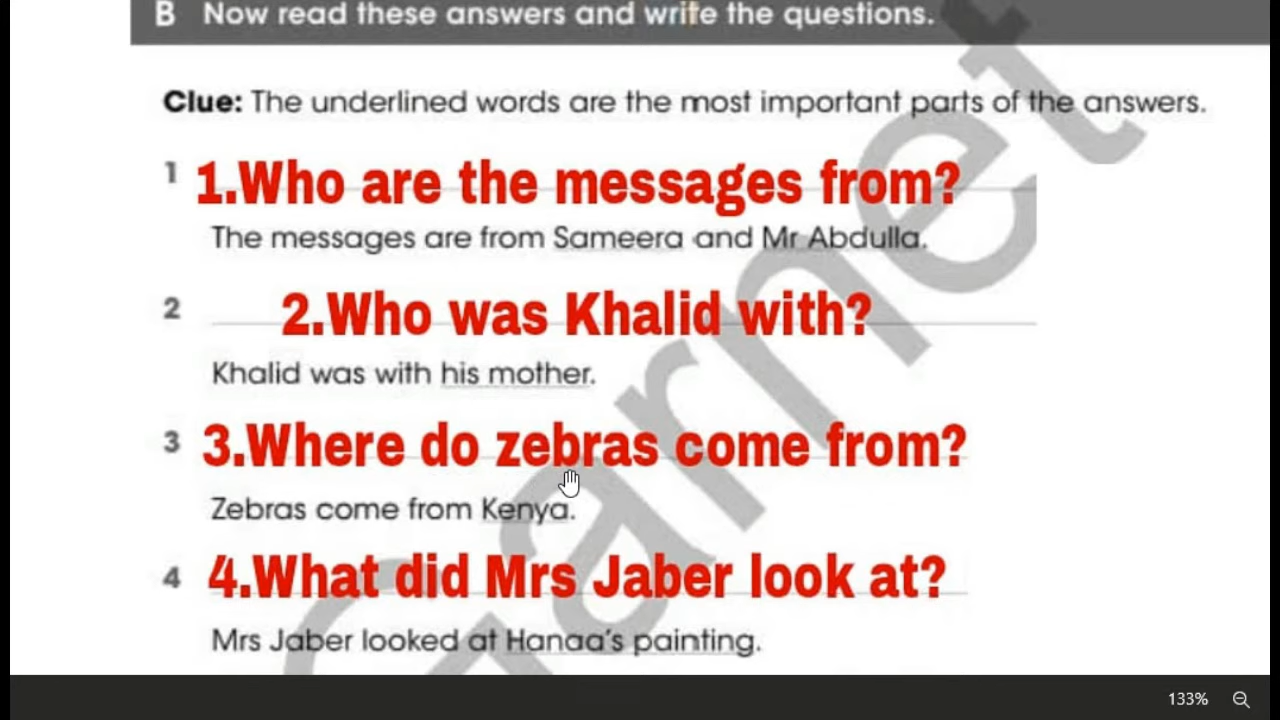 B Now read these answers and write the questions.
Clue: The underlined words are the most important parts of the answers.
1 1.Who are the messages from?
The messages are from Sameera and Mr Abdulla.
2 2.Who was Khalid with?
Khalid was with his mother.
3 3.Where do zebras come from?
Zebras come from Kenya.
4 4.What did Mrs Jaber look at?
Mrs Jaber looked at Hanaa's painting.
Garnet
133%